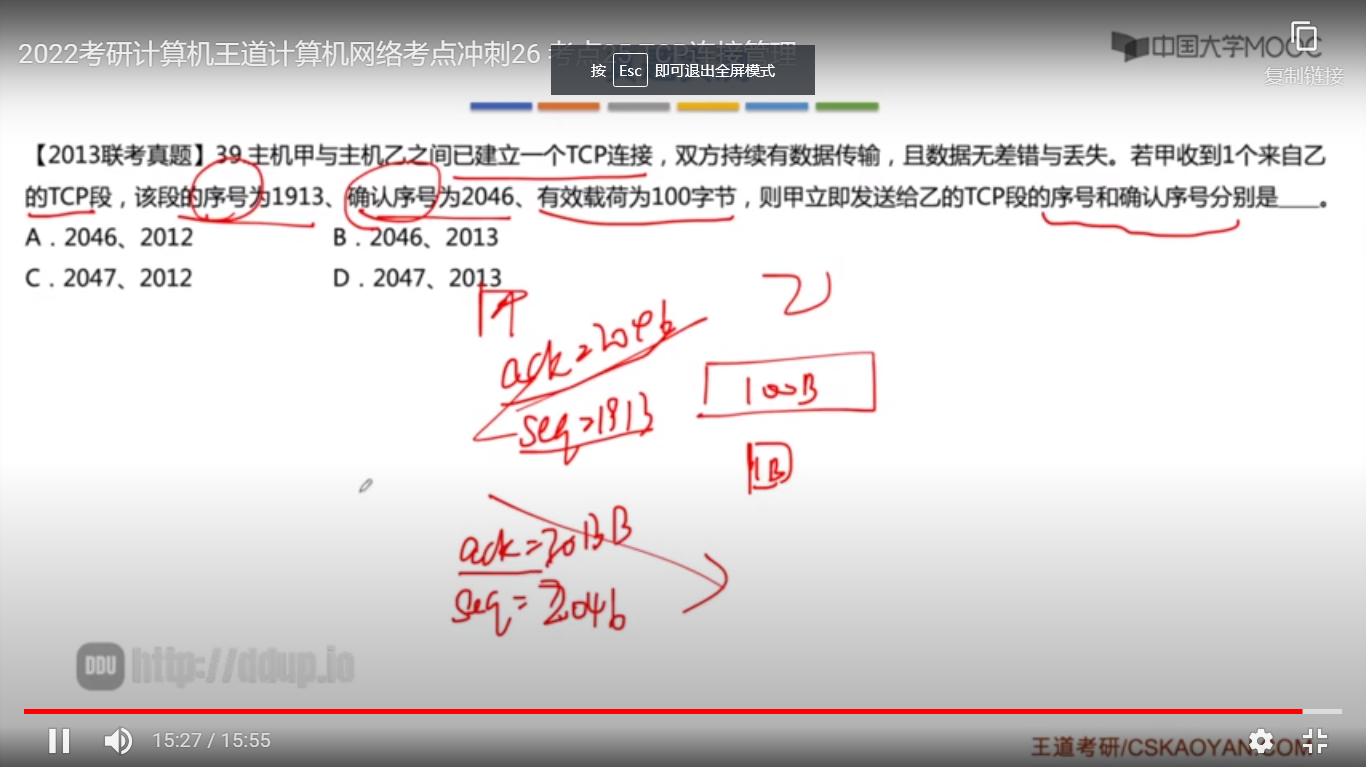 2022考研计算机王道计算机网络考点冲刺26 考点25 TCP连接管理
中国大学MOOC
按 Esc 即可退出全屏模式
复制链接
【2013联考真题】39.主机甲与主机乙之间已建立一个TCP连接，双方持续有数据传输，且数据无差错与丢失。若甲收到1个来自乙
的TCP段，该段的序号为1913、确认序号为2046、有效载荷为100字节，则甲立即发送给乙的TCP段的序号和确认序号分别是____。
A．2046、2012 B．2046、2013
C．2047、2012 D．2047、2013
甲 乙
ack=2046
100B
seq=1913
1B
ack=2013B
seq=2046
DDU http://ddup.io
15:27 / 15:55
王道考研/CSKAOYAN.COM